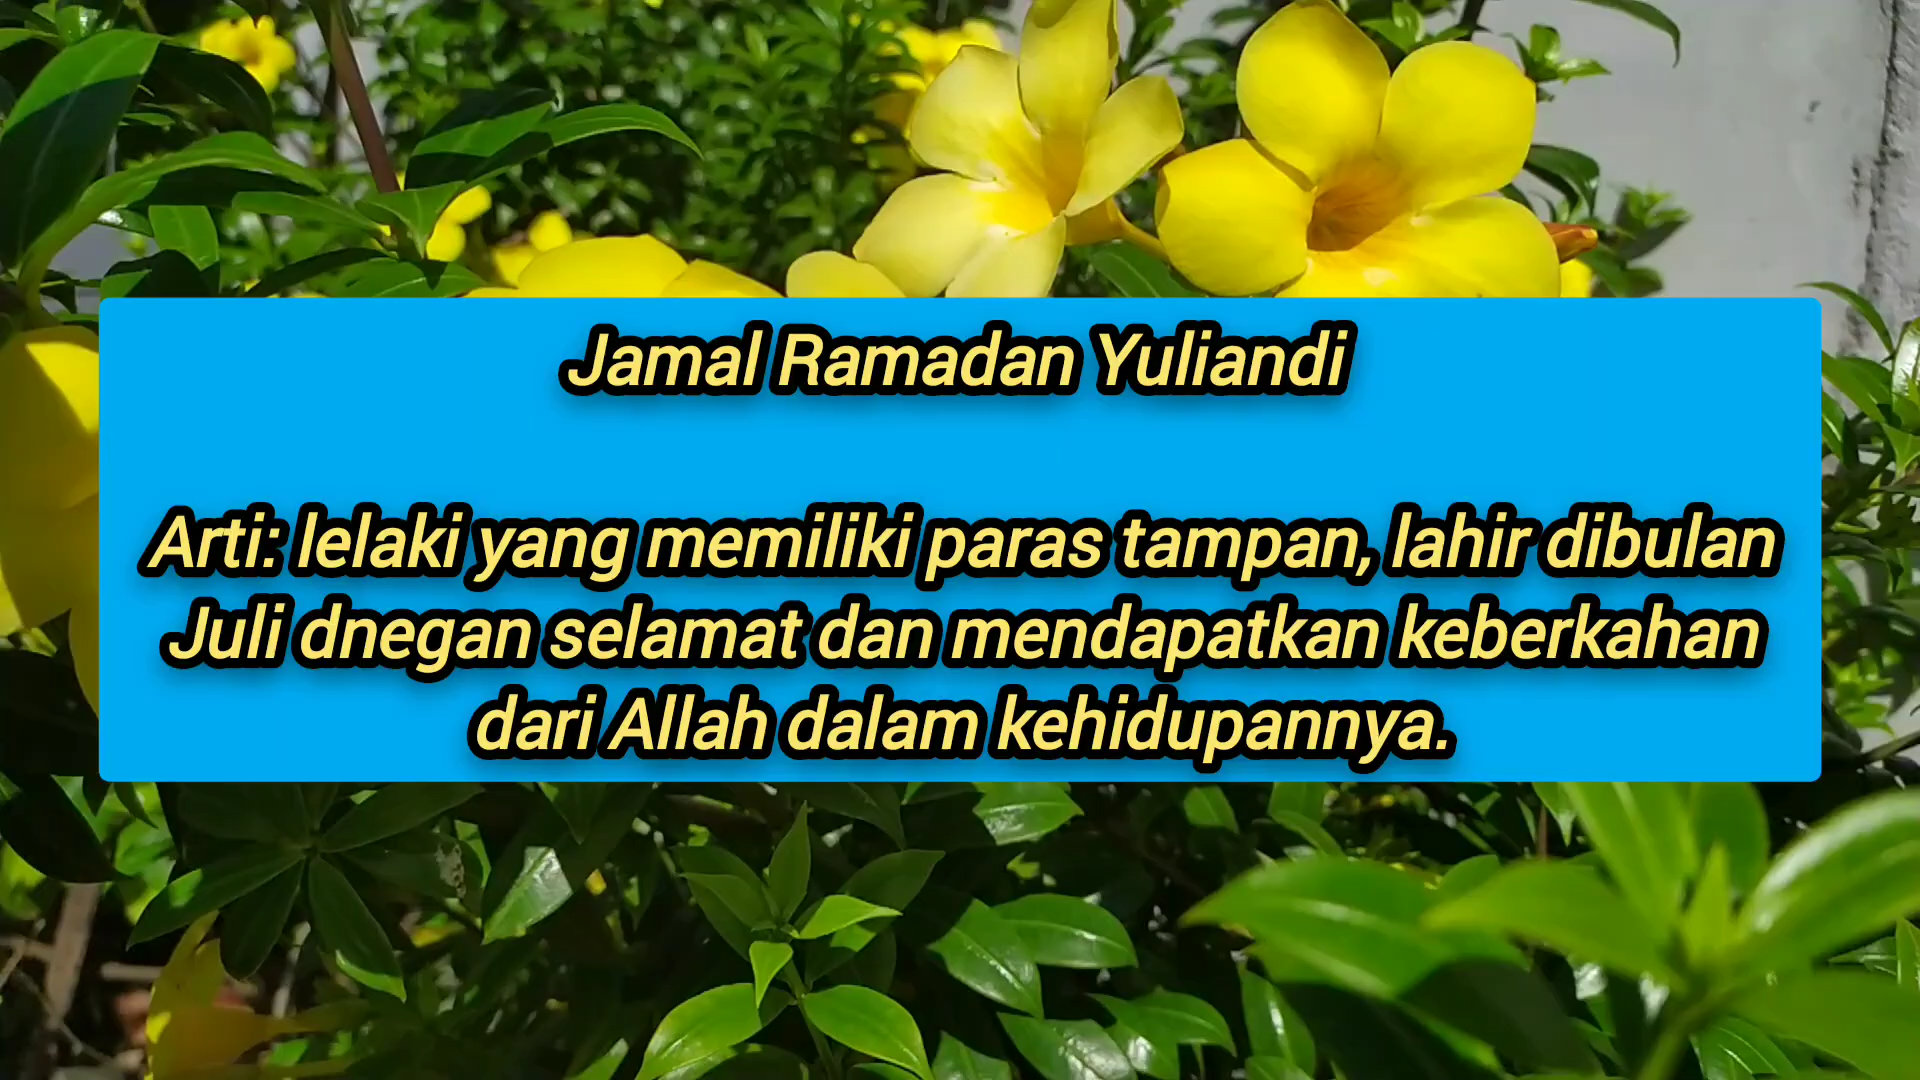 Jamal Ramadan Yuliandi
Arti: lelaki yang memiliki paras tampan, lahir dibulan
Juli dnegan selamat dan mendapatkan keberkahan
dari Allah dalam kehidupannya.